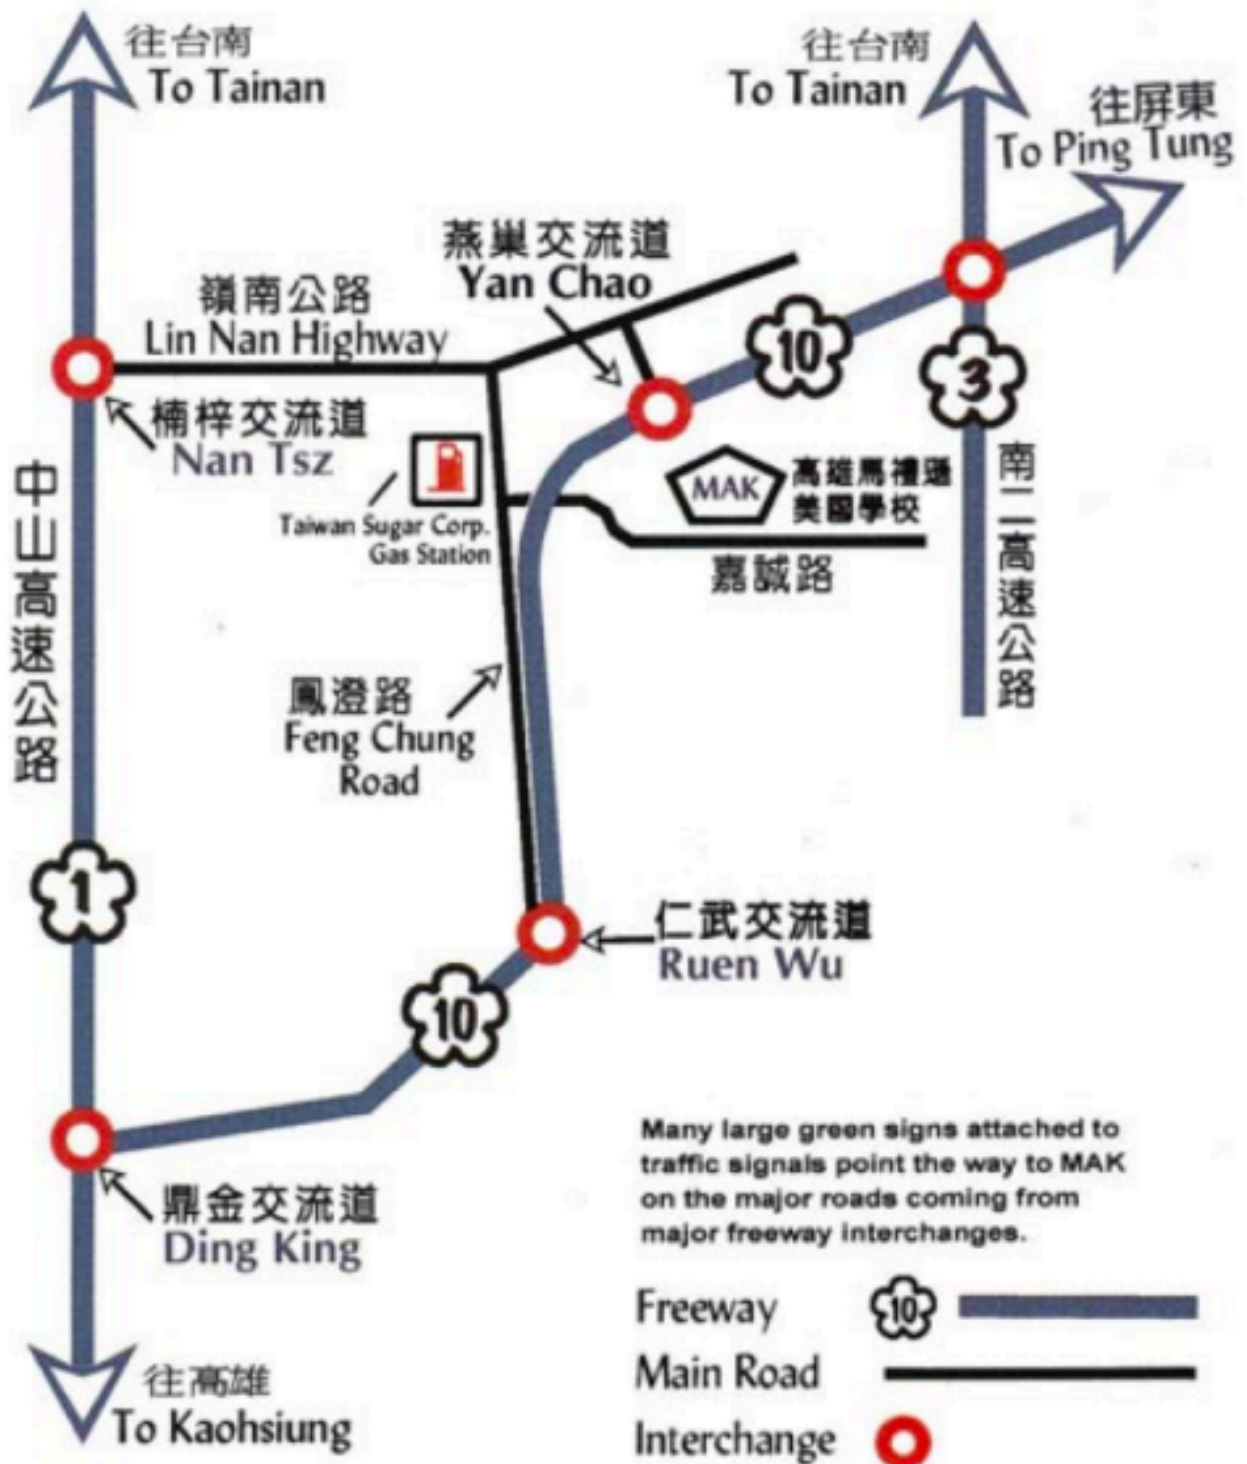 往台南
To Tainan
往台南
To Tainan
往屏東
To Ping Tung
燕巢交流道
Yan Chao
嶺南公路
Lin Nan Highway
10
3
楠梓交流道
Nan Tsz
MAK
高雄馬禮遜
美國學校
Taiwan Sugar Corp.
Gas Station
嘉誠路
中山高速公路
南二高速公路
鳳澄路
Feng Chung
Road
1
仁武交流道
Ruen Wu
10
鼎金交流道
Ding King
Many large green signs attached to
traffic signals point the way to MAK
on the major roads coming from
major freeway interchanges.
Freeway 10
Main Road
Interchange
往高雄
To Kaohsiung